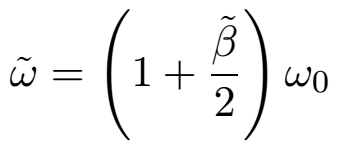 ω̃ = (1 + β̃/2) ω₀